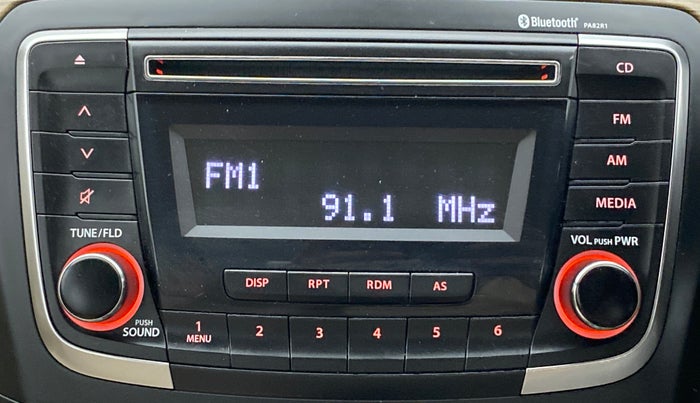 Bluetooth® PA82R1
CD
FM
AM
MEDIA
FM1
91.1 MHz
TUNE/FLD
VOL PUSH PWR
DISP RPT RDM AS
PUSH
SOUND
1 2 3 4 5 6
MENU